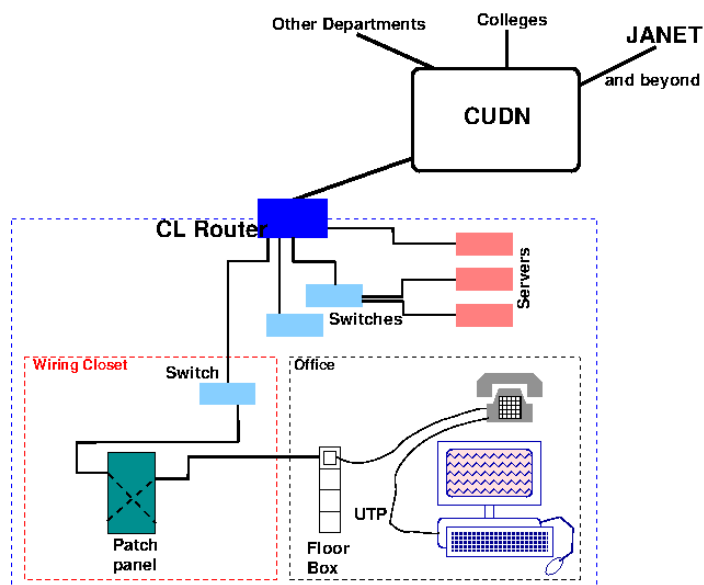 Other Departments
Colleges
JANET
and beyond
CUDN
CL Router
Servers
Switches
Wiring Closet
Office
Switch
UTP
Patch
panel
Floor
Box